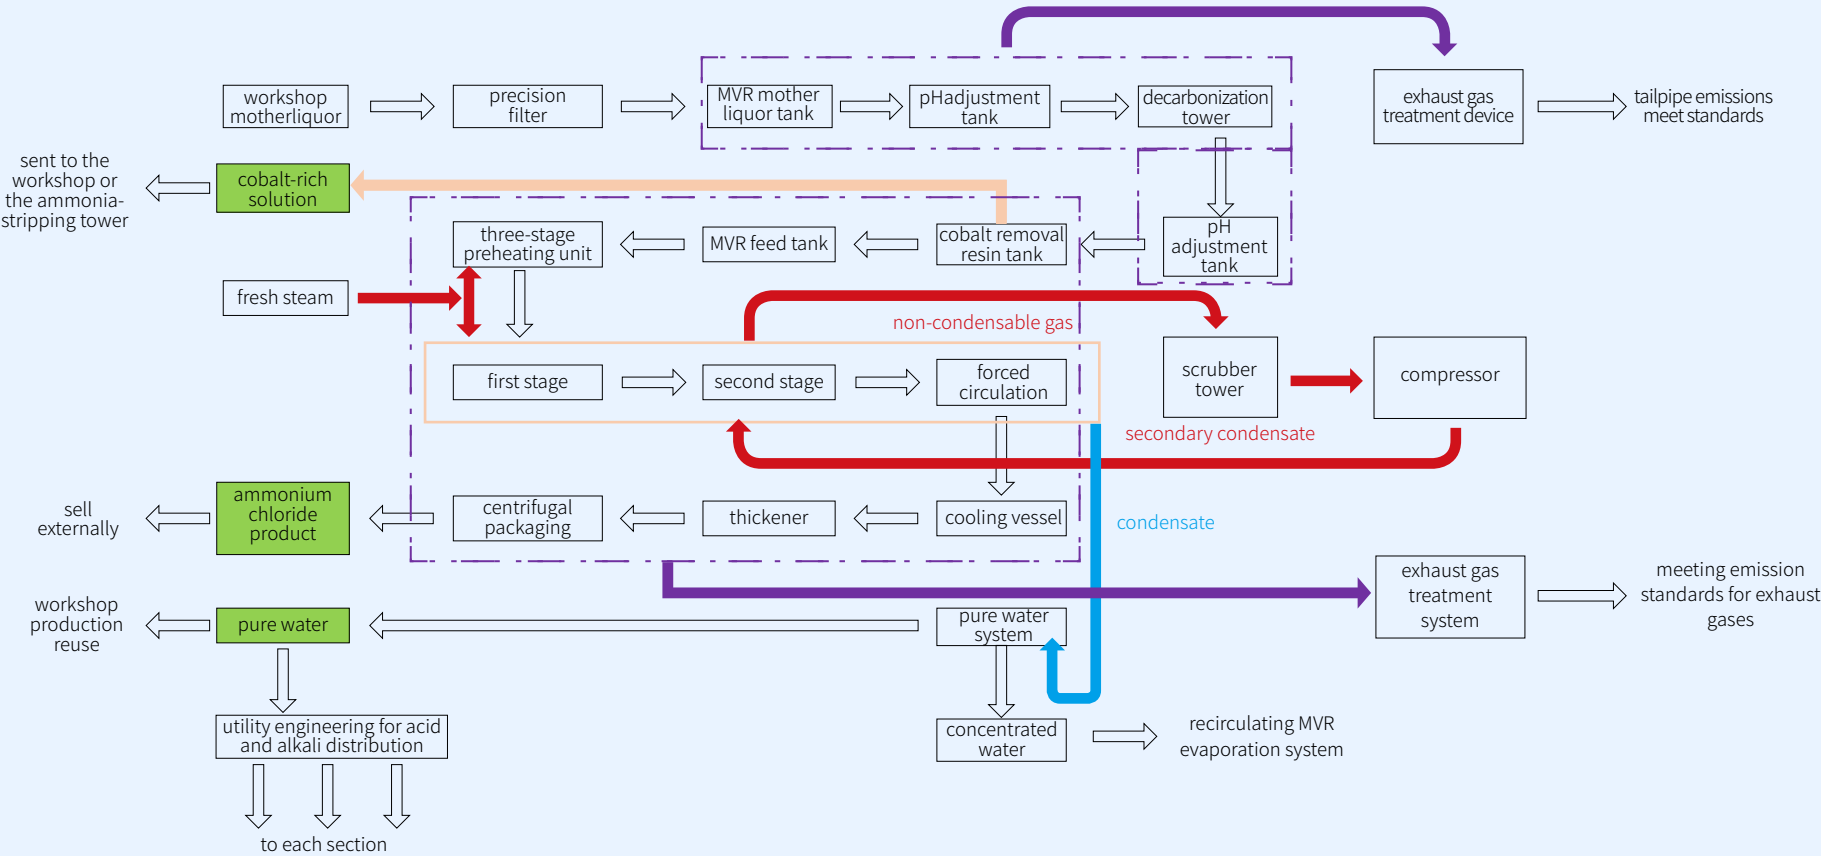 workshop
motherliquor
precision
filter
MVR mother
liquor tank
pHadjustment
tank
decarbonization
tower
exhaust gas
treatment device
tailpipe emissions
meet standards
sent to the
workshop or
the ammonia-
stripping tower
cobalt-rich
solution
three-stage
preheating unit
MVR feed tank
cobalt removal
resin tank
pH
adjustment
tank
fresh steam
non-condensable gas
first stage
second stage
forced
circulation
scrubber
tower
compressor
secondary condensate
sell
externally
ammonium
chloride
product
centrifugal
packaging
thickener
cooling vessel
condensate
exhaust gas
treatment
system
meeting emission
standards for exhaust
gases
workshop
production
reuse
pure water
pure water
system
utility engineering for acid
and alkali distribution
concentrated
water
recirculating MVR
evaporation system
to each section